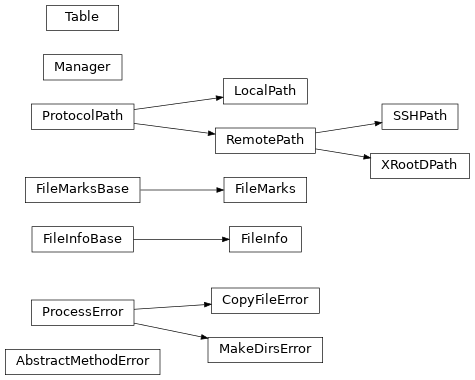 Table
Manager
ProtocolPath
LocalPath
RemotePath
SSHPath
XRootDPath
FileMarksBase
FileMarks
FileInfoBase
FileInfo
ProcessError
CopyFileError
MakeDirsError
AbstractMethodError